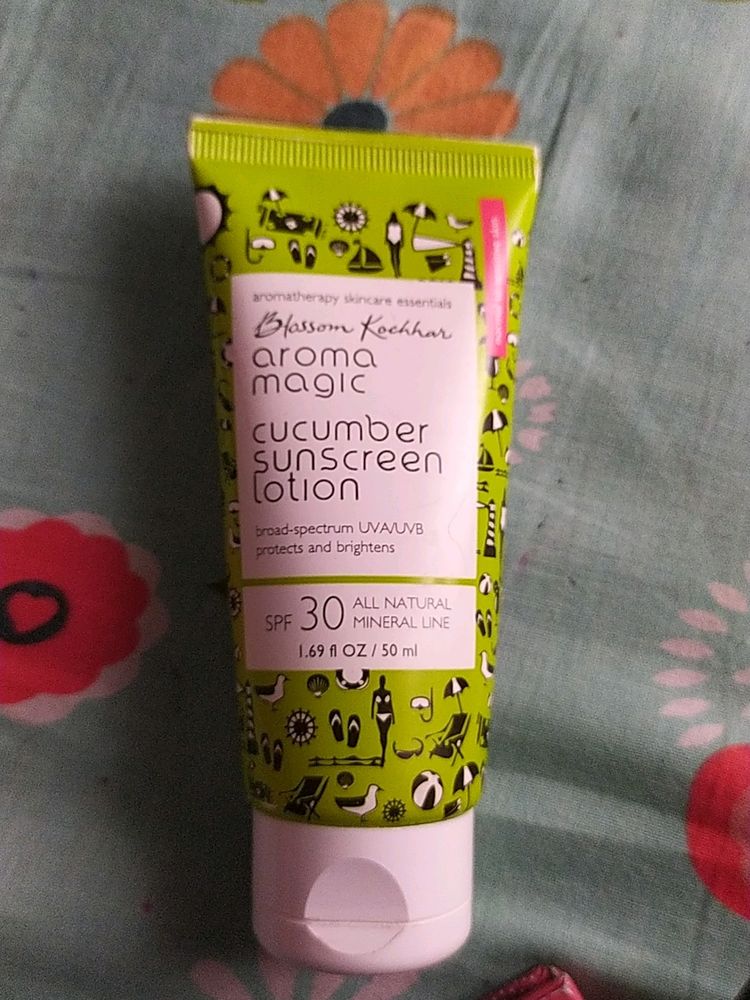 aromatherapy skincare essentials
Blossom Kochhar
aroma
magic
cucumber
sunscreen
lotion
broad-spectrum UVA/UVB
protects and brightens
SPF 30 ALL NATURAL
MINERAL LINE
1.69 fl OZ / 50 ml